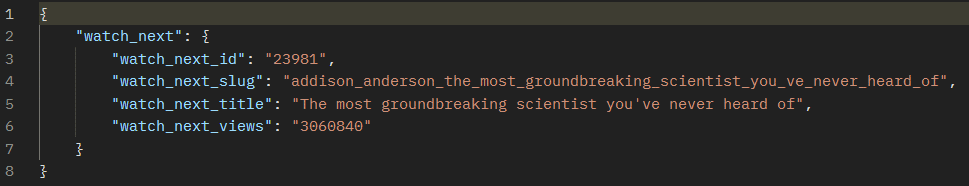 1 {
2     "watch_next": {
3         "watch_next_id": "23981",
4         "watch_next_slug": "addison_anderson_the_most_groundbreaking_scientist_you_ve_never_heard_of",
5         "watch_next_title": "The most groundbreaking scientist you've never heard of",
6         "watch_next_views": "3060840"
7     }
8 }